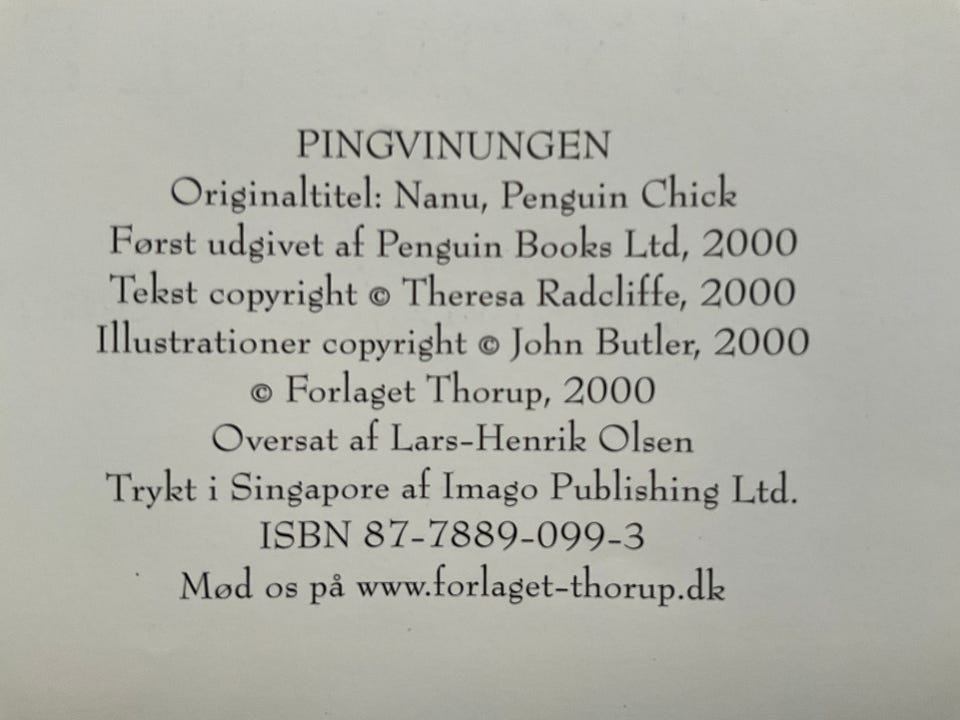 PINGVINUNGEN
Originaltitel: Nanu, Penguin Chick
Først udgivet af Penguin Books Ltd, 2000
Tekst copyright © Theresa Radcliffe, 2000
Illustrationer copyright © John Butler, 2000
© Forlaget Thorup, 2000
Oversat af Lars-Henrik Olsen
Trykt i Singapore af Imago Publishing Ltd.
ISBN 87-7889-099-3
Mød os på www.forlaget-thorup.dk